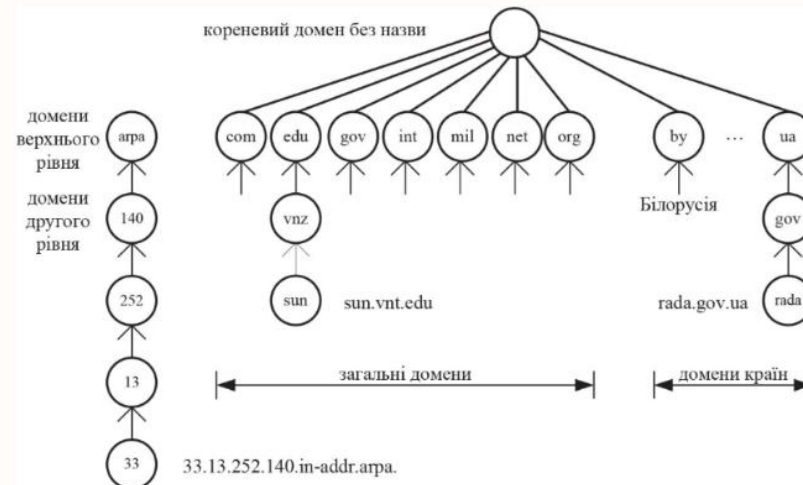 кореневий домен без назви
домени
верхнього
рівня
arpa
com
edu
gov
int
mil
net
org
by
...
ua
домени
другого
рівня
140
vnz
Білорусія
gov
252
sun
sun.vnt.edu
rada.gov.ua
rada
13
загальні домени
домени країн
33
33.13.252.140.in-addr.arpa.